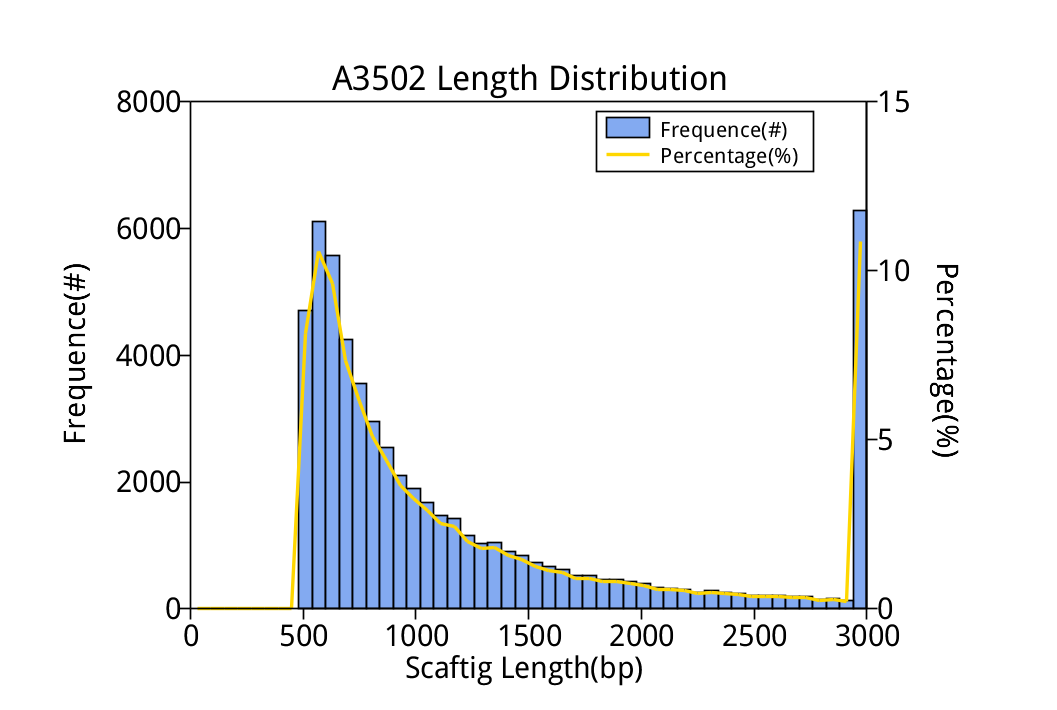 A3502 Length Distribution
8000
6000
4000
2000
0
Frequence(#)
15
10
5
0
Percentage(%)
Frequence(#)
Percentage(%)
0 500 1000 1500 2000 2500 3000
Scaftig Length(bp)